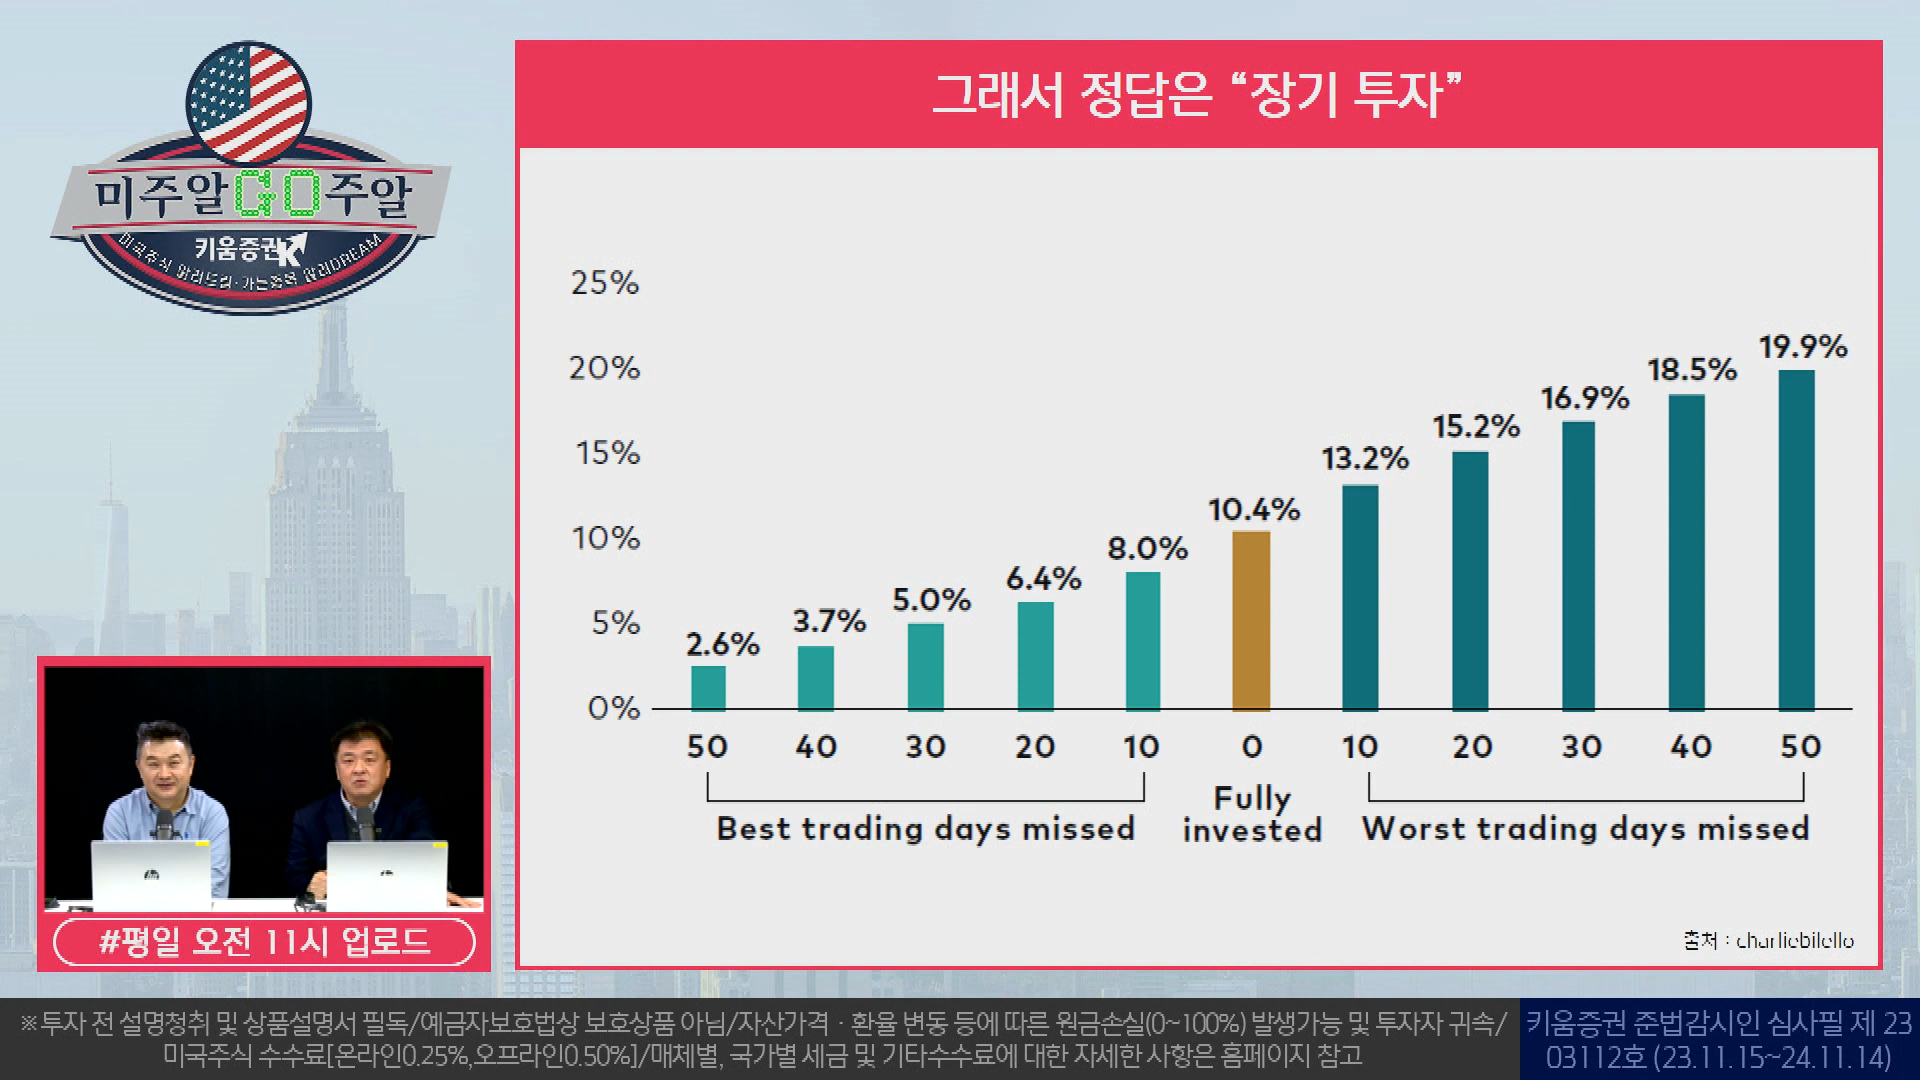 미주알GO주알
키움증권
미국주식 알려드림·가는종목 알려DREAM
그래서 정답은 “장기 투자”
25%
20%
15%
10%
5%
0%
2.6%
3.7%
5.0%
6.4%
8.0%
10.4%
13.2%
15.2%
16.9%
18.5%
19.9%
50 40 30 20 10 0 10 20 30 40 50
Best trading days missed
Fully
invested
Worst trading days missed
출처 : charliebilello
hp
#평일 오전 11시 업로드
※투자 전 설명청취 및 상품설명서 필독/예금자보호법상 보호상품 아님/자산가격 · 환율 변동 등에 따른 원금손실(0~100%) 발생가능 및 투자자 귀속/
미국주식 수수료[온라인0.25%,오프라인0.50%]/매체별, 국가별 세금 및 기타수수료에 대한 자세한 사항은 홈페이지 참고
키움증권 준법감시인 심사필 제 23
03112호 (23.11.15~24.11.14)